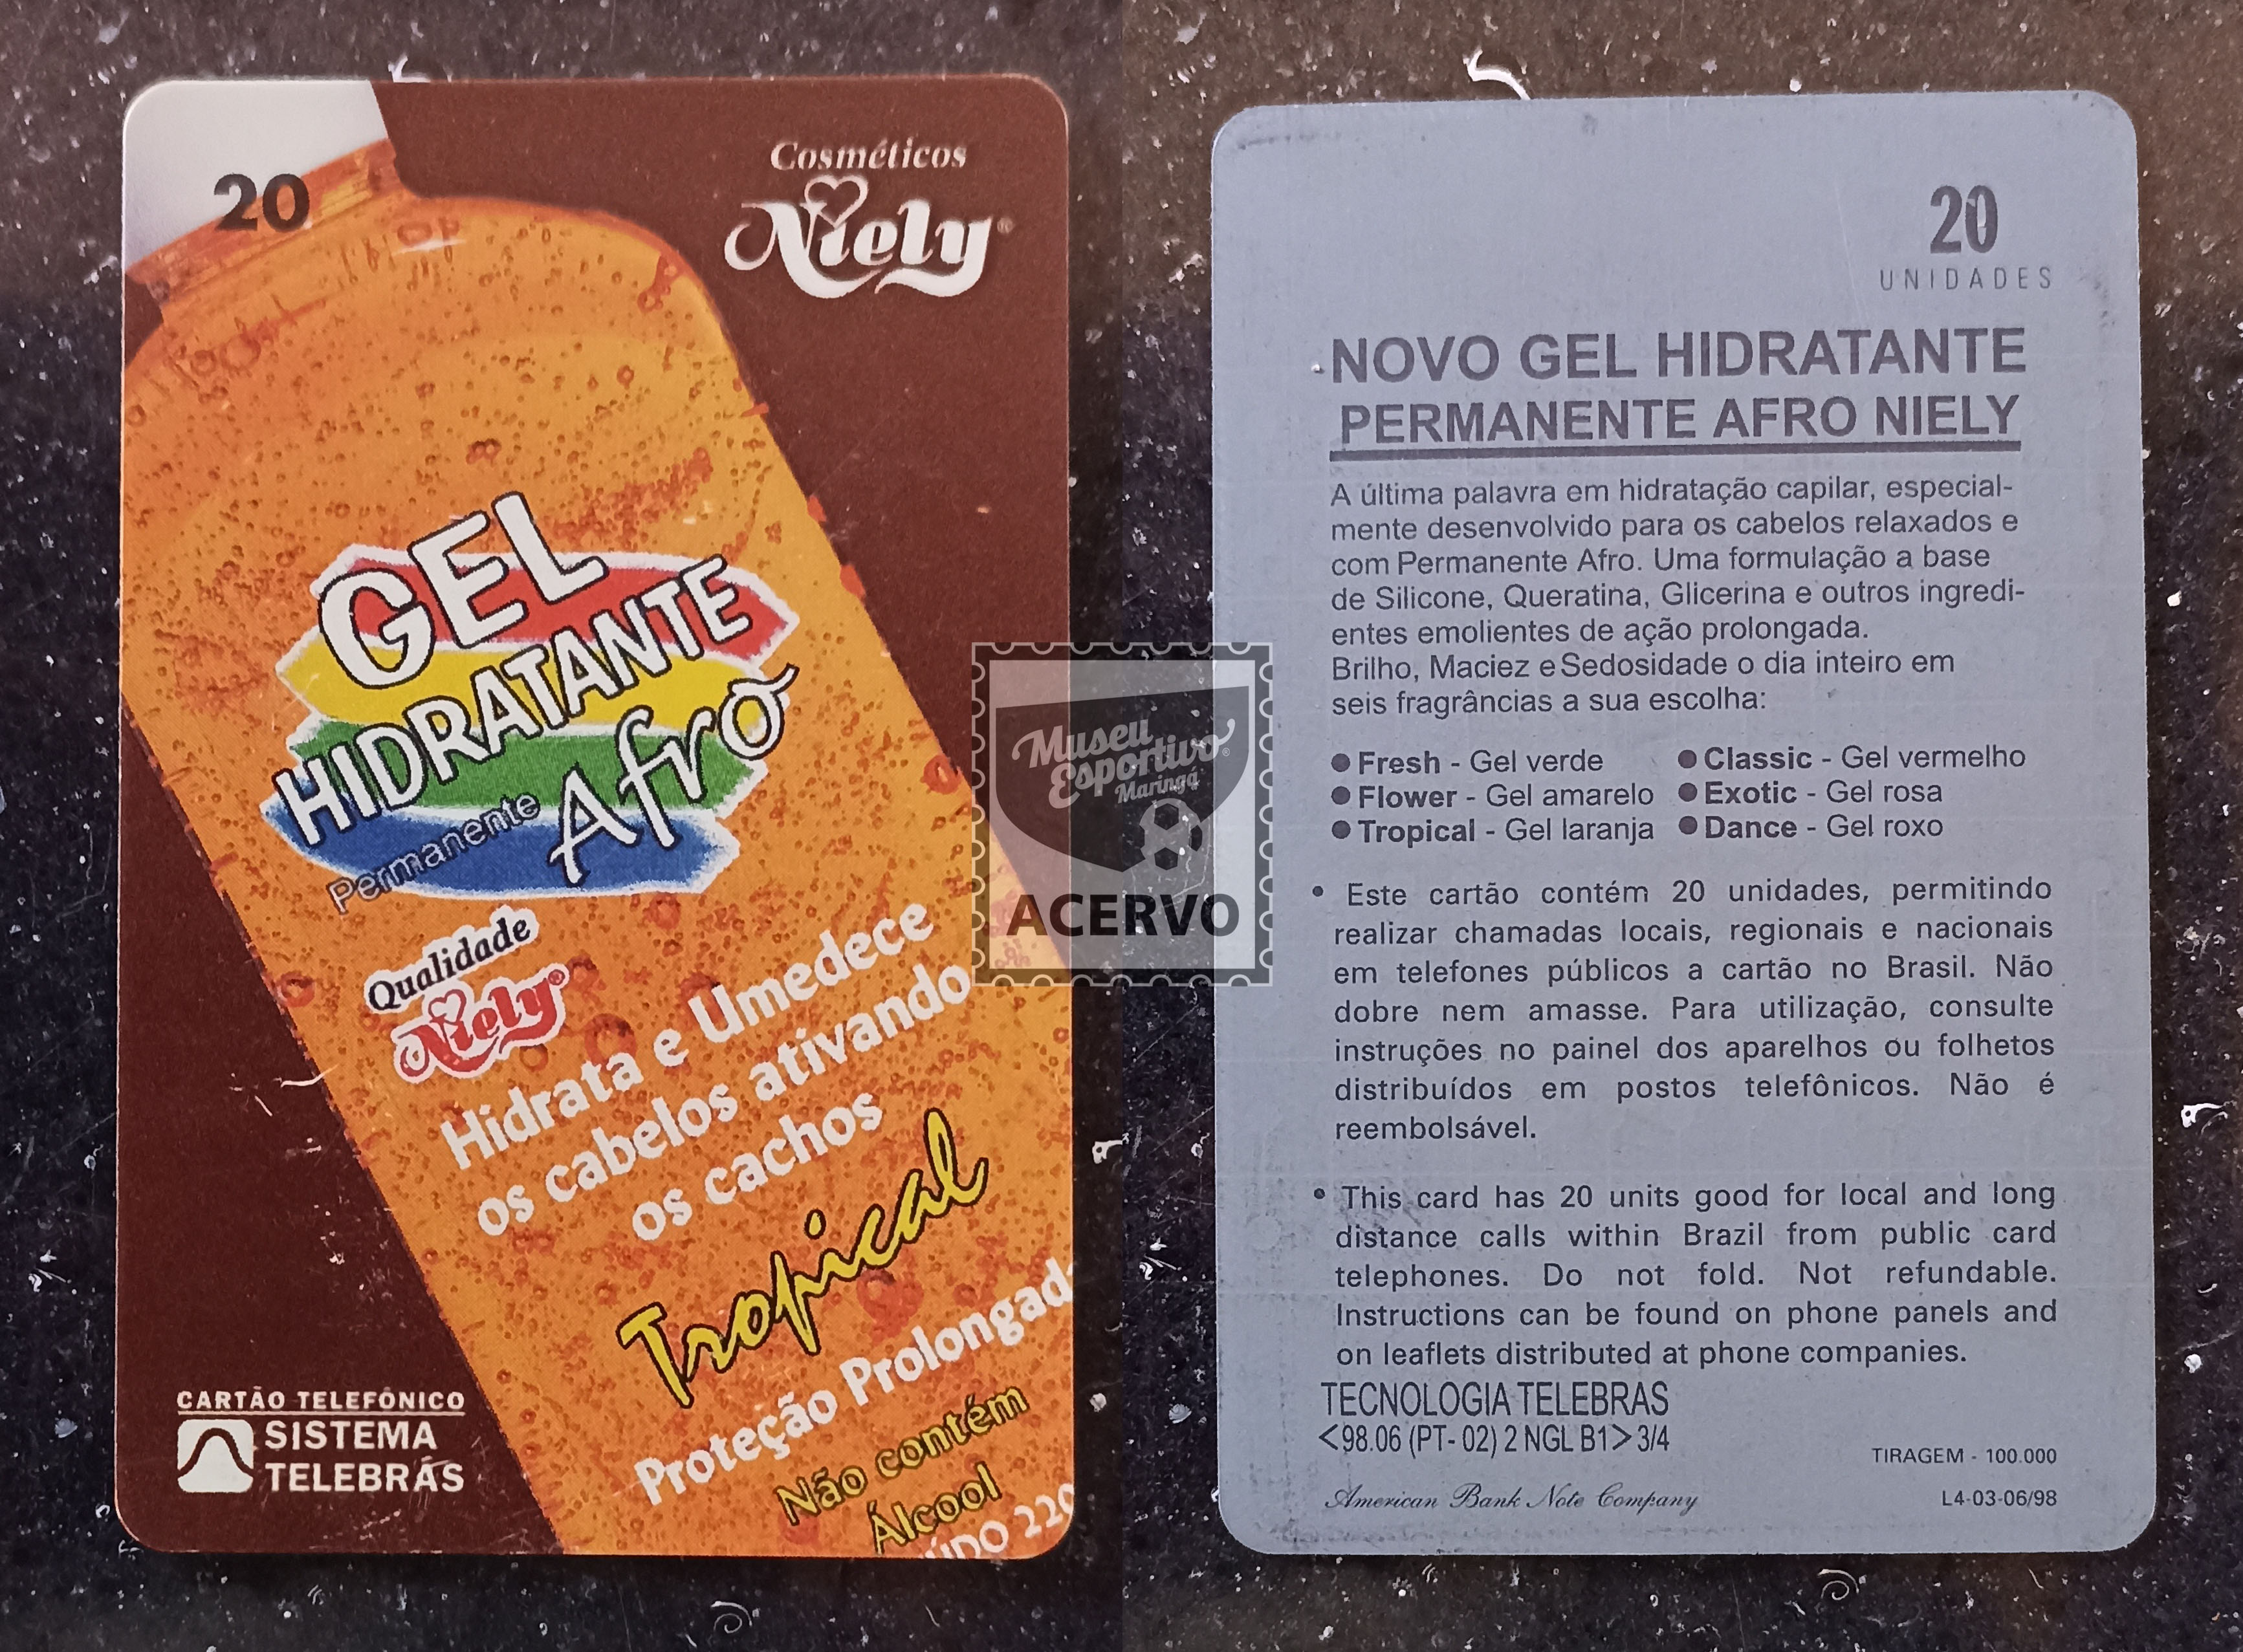 20
Cosméticos
Niely®
GEL
HIDRATANTE
Permanente Afro
Qualidade
Niely®
Hidrata e Umedece
os cabelos ativando
os cachos
Tropical
Proteção Prolongad
Não contém
Álcool
ÚDO 220
CARTÃO TELEFÔNICO
SISTEMA
TELEBRÁS
Museu
Esportivo®
Maringá
ACERVO
20
UNIDADES
NOVO GEL HIDRATANTE
PERMANENTE AFRO NIELY
A última palavra em hidratação capilar, especial-
mente desenvolvido para os cabelos relaxados e
com Permanente Afro. Uma formulação a base
de Silicone, Queratina, Glicerina e outros ingredi-
entes emolientes de ação prolongada.
Brilho, Maciez e Sedosidade o dia inteiro em
seis fragrâncias a sua escolha:
● Fresh - Gel verde ● Classic - Gel vermelho
● Flower - Gel amarelo ● Exotic - Gel rosa
● Tropical - Gel laranja ● Dance - Gel roxo
• Este cartão contém 20 unidades, permitindo
realizar chamadas locais, regionais e nacionais
em telefones públicos a cartão no Brasil. Não
dobre nem amasse. Para utilização, consulte
instruções no painel dos aparelhos ou folhetos
distribuídos em postos telefônicos. Não é
reembolsável.
• This card has 20 units good for local and long
distance calls within Brazil from public card
telephones. Do not fold. Not refundable.
Instructions can be found on phone panels and
on leaflets distributed at phone companies.
TECNOLOGIA TELEBRAS
<98.06 (PT- 02) 2 NGL B1> 3/4
TIRAGEM - 100.000
American Bank Note Company
L4-03-06/98